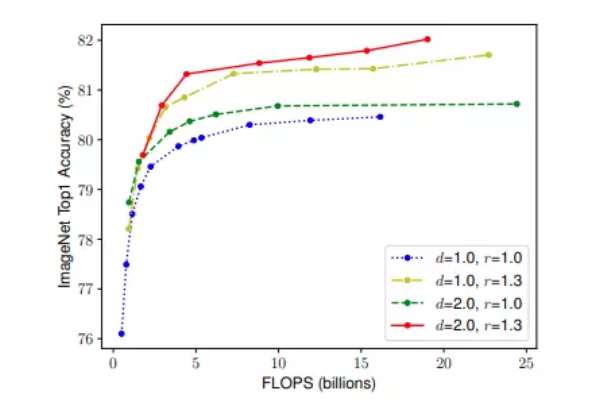 82
81
80
79
78
77
76
ImageNet Top1 Accuracy (%)
d=1.0, r=1.0
d=1.0, r=1.3
d=2.0, r=1.0
d=2.0, r=1.3
0 5 10 15 20 25
FLOPS (billions)